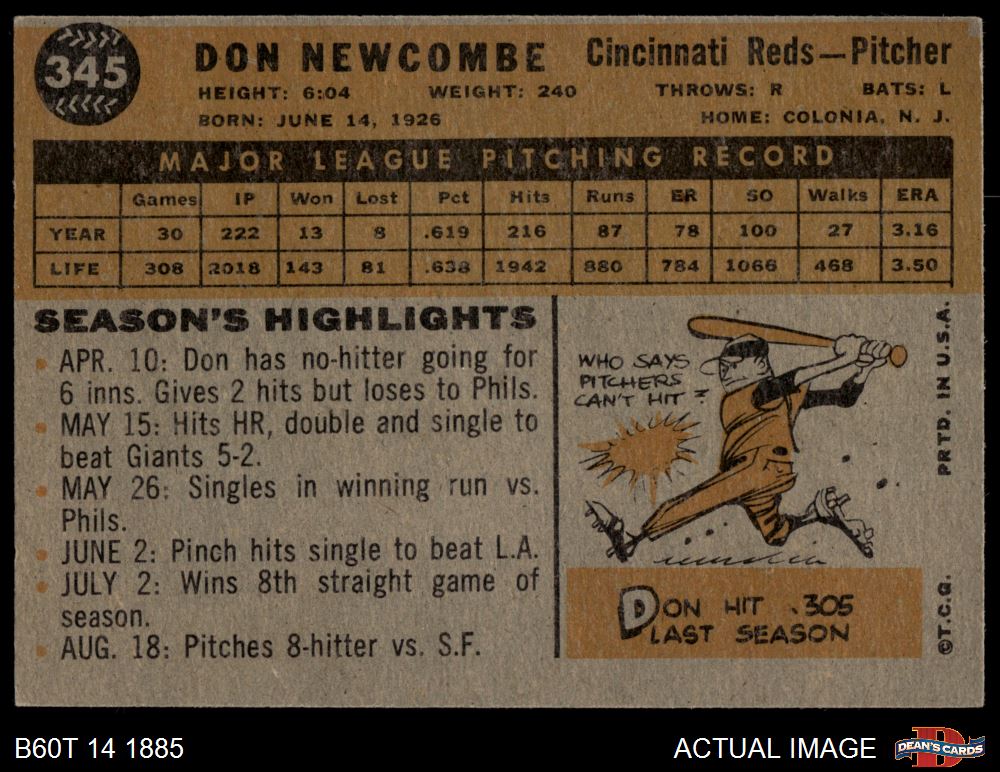 345
DON NEWCOMBE Cincinnati Reds—Pitcher
HEIGHT: 6:04 WEIGHT: 240 THROWS: R BATS: L
BORN: JUNE 14, 1926 HOME: COLONIA, N. J.
MAJOR LEAGUE PITCHING RECORD
Games IP Won Lost Pct Hits Runs ER SO Walks ERA
YEAR 30 222 13 8 .619 216 87 78 100 27 3.16
LIFE 308 2018 143 81 .638 1942 880 784 1066 468 3.50
SEASON'S HIGHLIGHTS
• APR. 10: Don has no-hitter going for
6 inns. Gives 2 hits but loses to Phils.
• MAY 15: Hits HR, double and single to
beat Giants 5-2.
• MAY 26: Singles in winning run vs.
Phils.
• JUNE 2: Pinch hits single to beat L.A.
• JULY 2: Wins 8th straight game of
season.
• AUG. 18: Pitches 8-hitter vs. S.F.
WHO SAYS
PITCHERS
CAN'T HIT?
DON HIT .305
LAST SEASON
©T.C.G. PRTD. IN U.S.A.
B60T 14 1885 ACTUAL IMAGE
D
DEAN'S CARDS